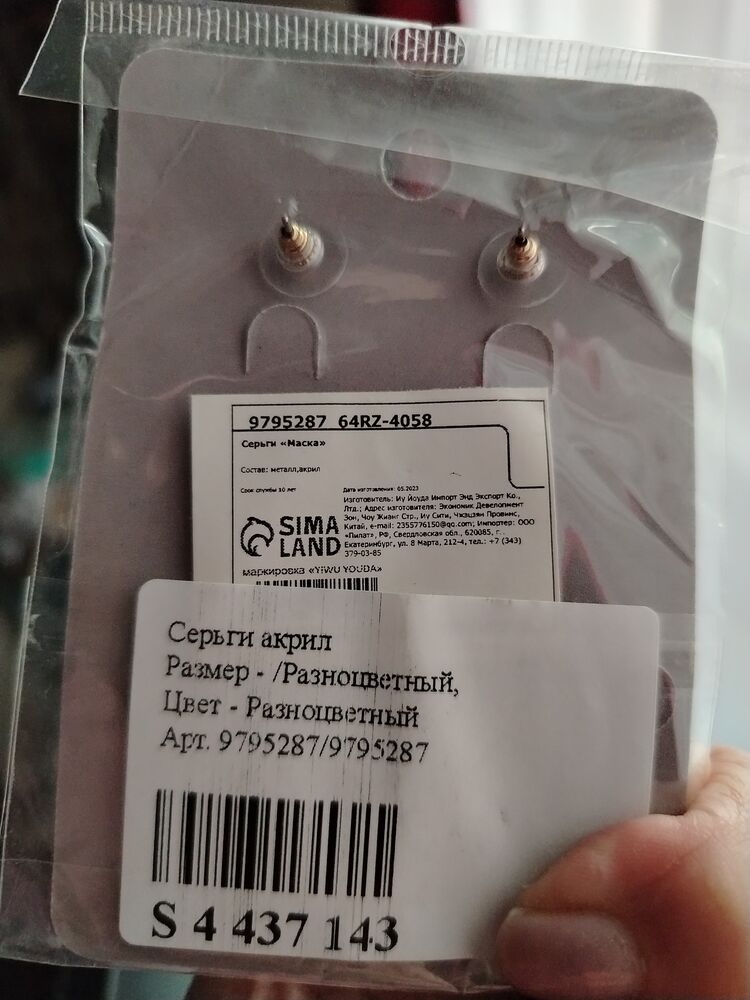 9795287 64RZ-4058
Серьги «Маска»
Состав: металл,акрил
Срок службы 10 лет
Дата изготовления: 05.2023
Изготовитель: Иу Йоуда Импорт Энд Экспорт Ко.,
Лтд.; Адрес изготовителя: Экономик Девелопмент
Зон, Чоу Жианг Стр., Иу Сити, Чжэцзян Провинс,
Китай, e-mail: 2355776150@qq.com; Импортер: ООО
«Пилат», РФ, Свердловская обл., 620085, г.
Екатеринбург, ул. 8 Марта, 212-4, тел.: +7 (343)
379-03-85
SIMA
LAND
маркировка «YIWU YOUDA»
Серьги акрил
Размер - /Разноцветный,
Цвет - Разноцветный
Арт. 9795287/9795287
S 4 437 143